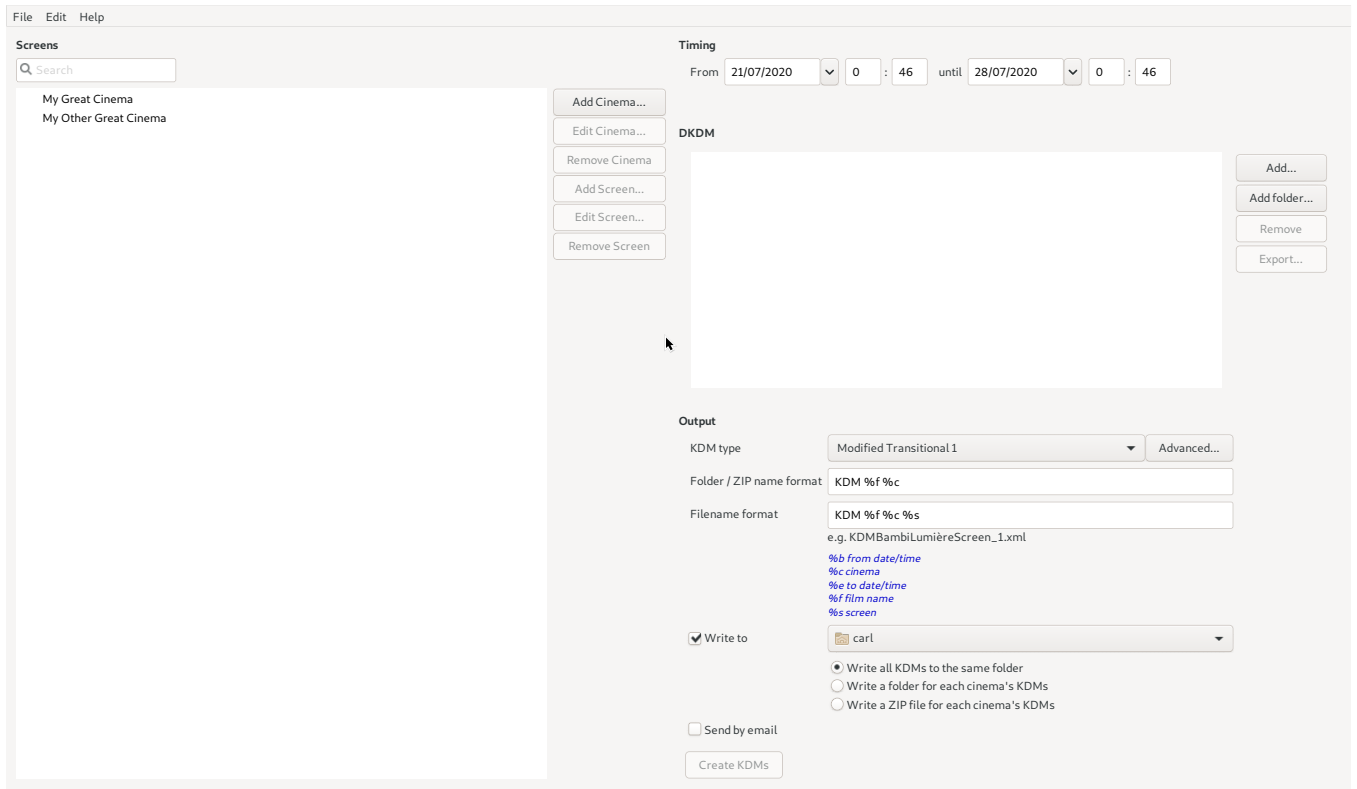 File Edit Help
Screens
Search
My Great Cinema
My Other Great Cinema
Add Cinema...
Edit Cinema...
Remove Cinema
Add Screen...
Edit Screen...
Remove Screen
Timing
From 21/07/2020 0 : 46 until 28/07/2020 0 : 46
DKDM
Add...
Add folder...
Remove
Export...
Output
KDM type Modified Transitional 1 Advanced...
Folder / ZIP name format KDM %f %c
Filename format KDM %f %c %s
e.g. KDMBambiLumièreScreen_1.xml
%b from date/time
%c cinema
%e to date/time
%f film name
%s screen
Write to carl
Write all KDMs to the same folder
Write a folder for each cinema's KDMs
Write a ZIP file for each cinema's KDMs
Send by email
Create KDMs